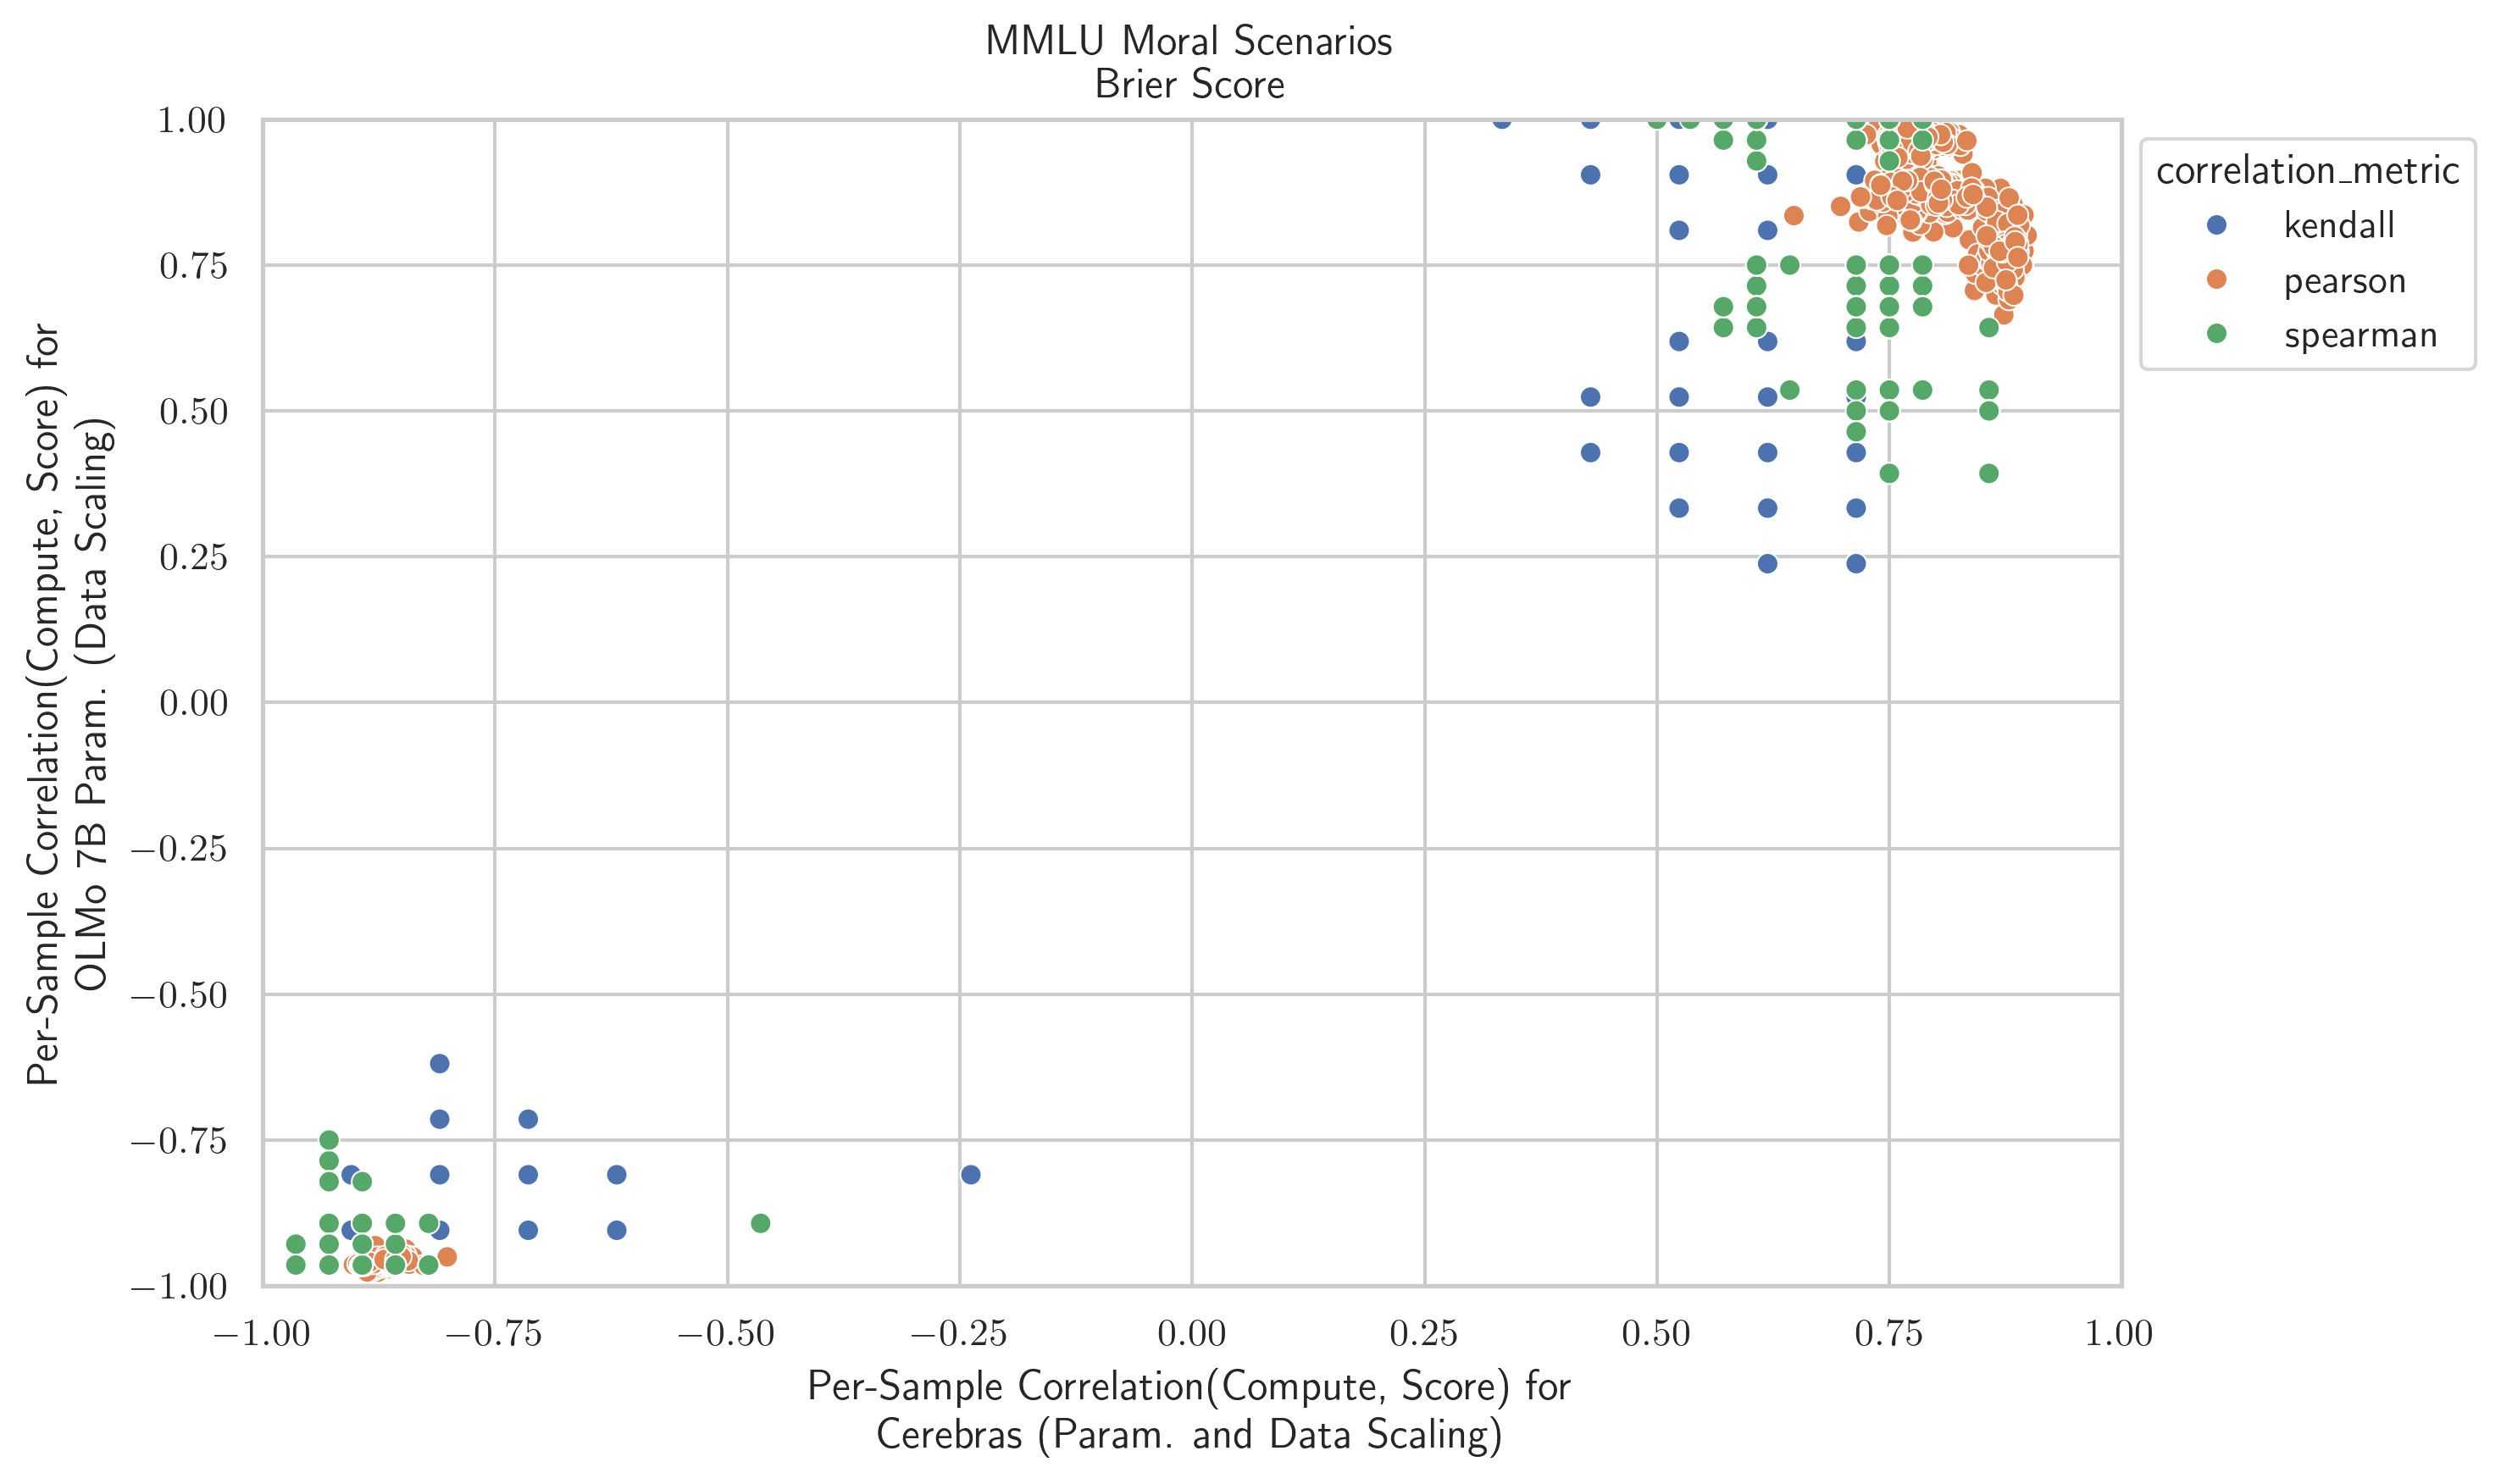 MMLU Moral Scenarios
Brier Score
Per-Sample Correlation(Compute, Score) for
OLMo 7B Param. (Data Scaling)
1.00
0.75
0.50
0.25
0.00
−0.25
−0.50
−0.75
−1.00
−1.00 −0.75 −0.50 −0.25 0.00 0.25 0.50 0.75 1.00
Per-Sample Correlation(Compute, Score) for
Cerebras (Param. and Data Scaling)
correlation_metric
kendall
pearson
spearman